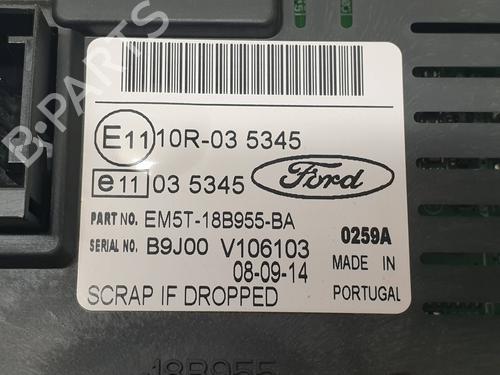 B-PARTS
E11 10R-03 5345
e11 03 5345 Ford
PART NO. EM5T-18B955-BA
SERIAL NO. B9J00 V106103 0259A
08-09-14 MADE IN
SCRAP IF DROPPED PORTUGAL
18B955